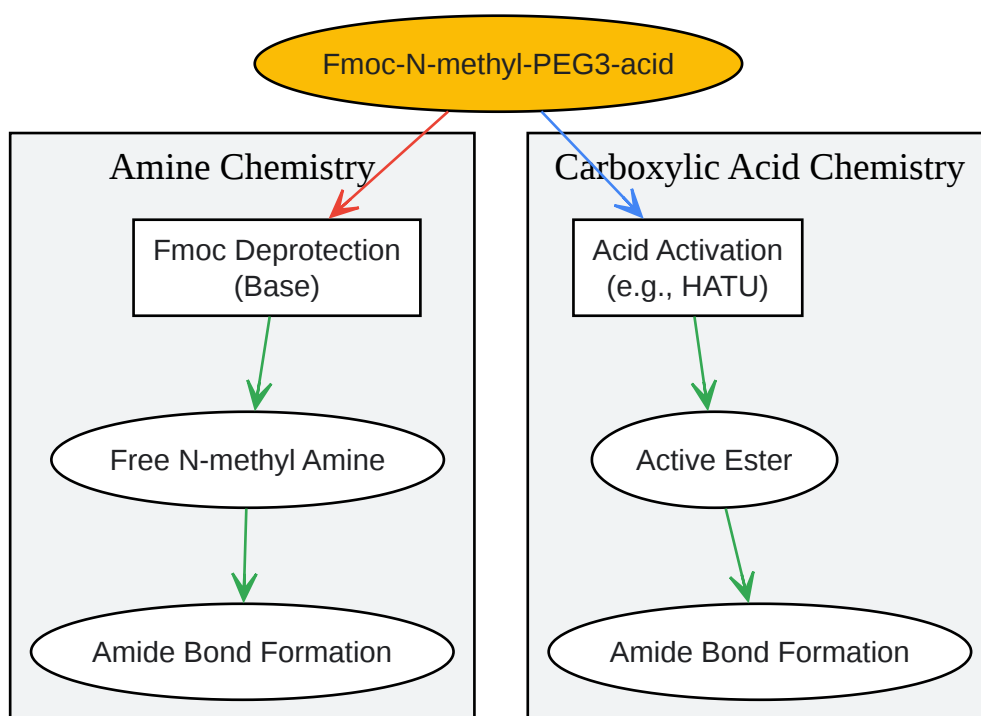 Fmoc-N-methyl-PEG3-acid
Amine Chemistry
Fmoc Deprotection
(Base)
Free N-methyl Amine
Amide Bond Formation
Carboxylic Acid Chemistry
Acid Activation
(e.g., HATU)
Active Ester
Amide Bond Formation